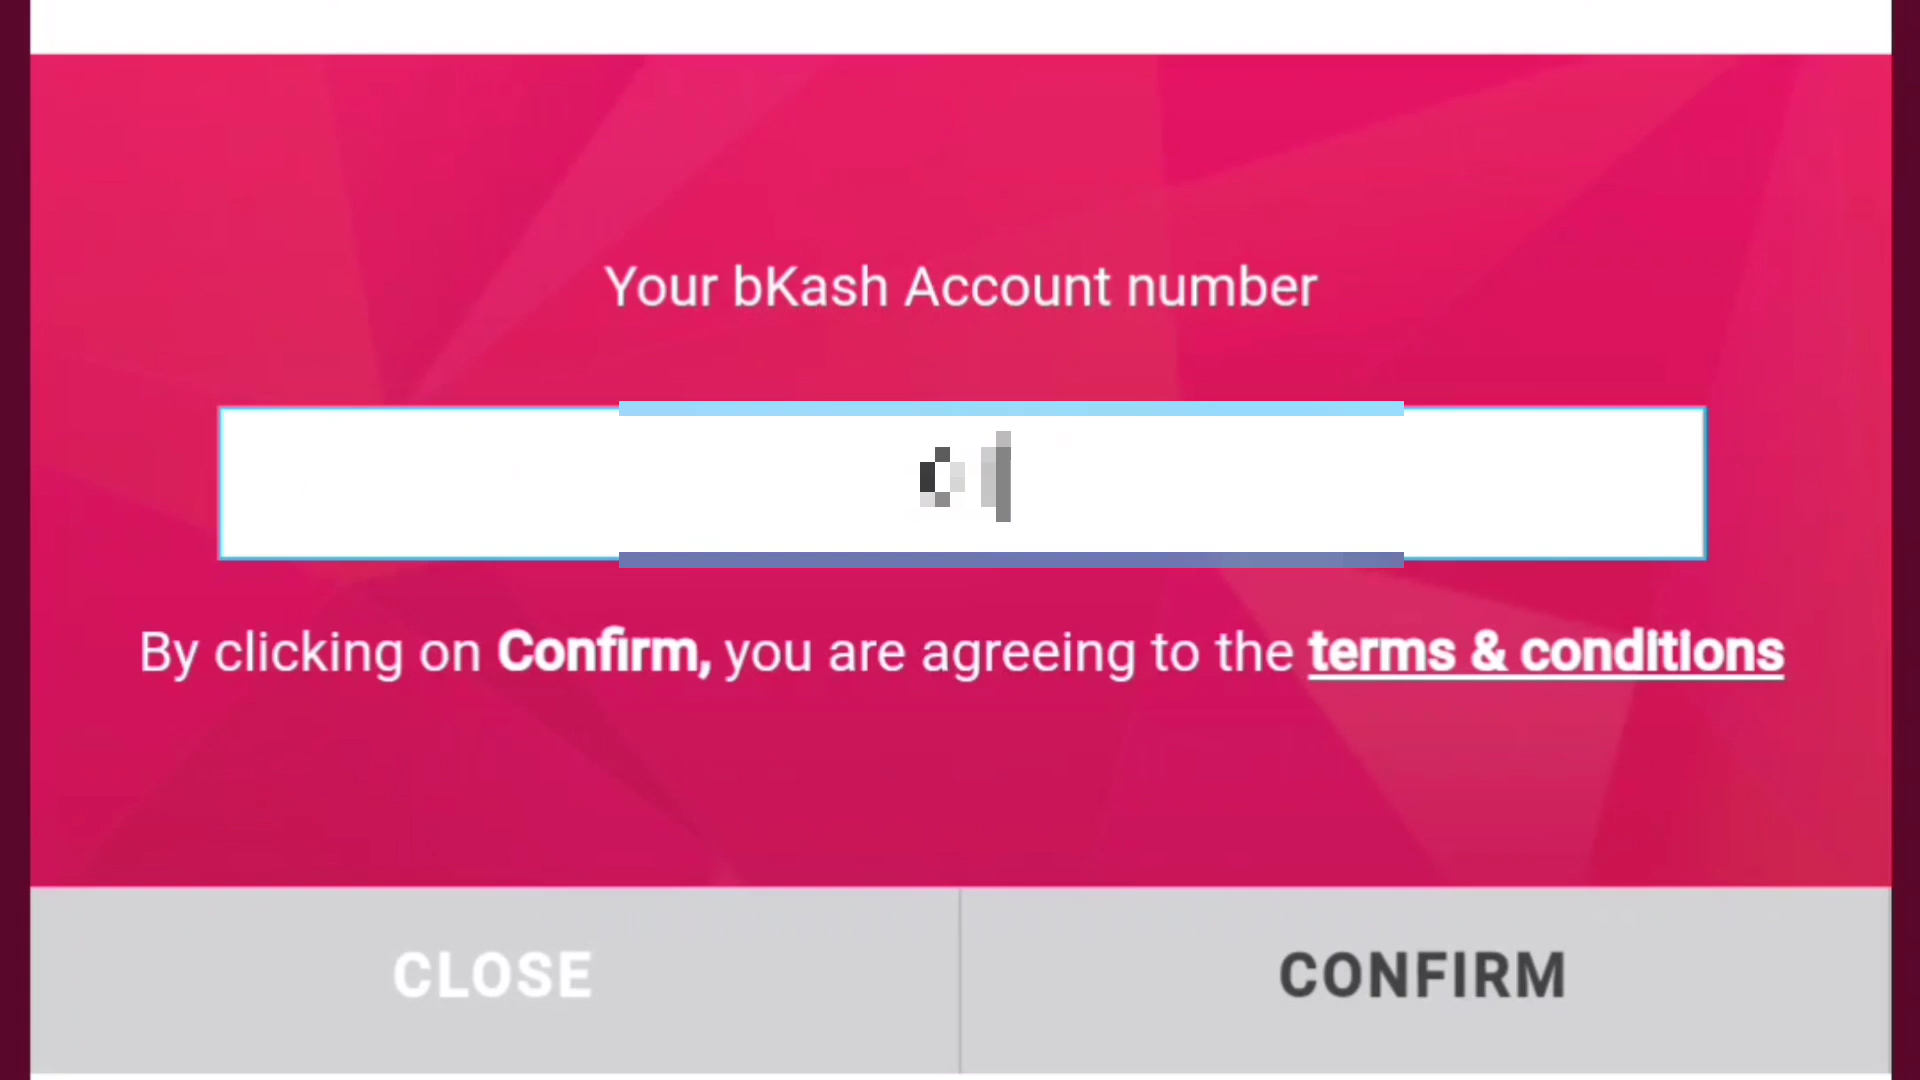 Your bKash Account number
By clicking on Confirm, you are agreeing to the terms & conditions
CLOSE
CONFIRM